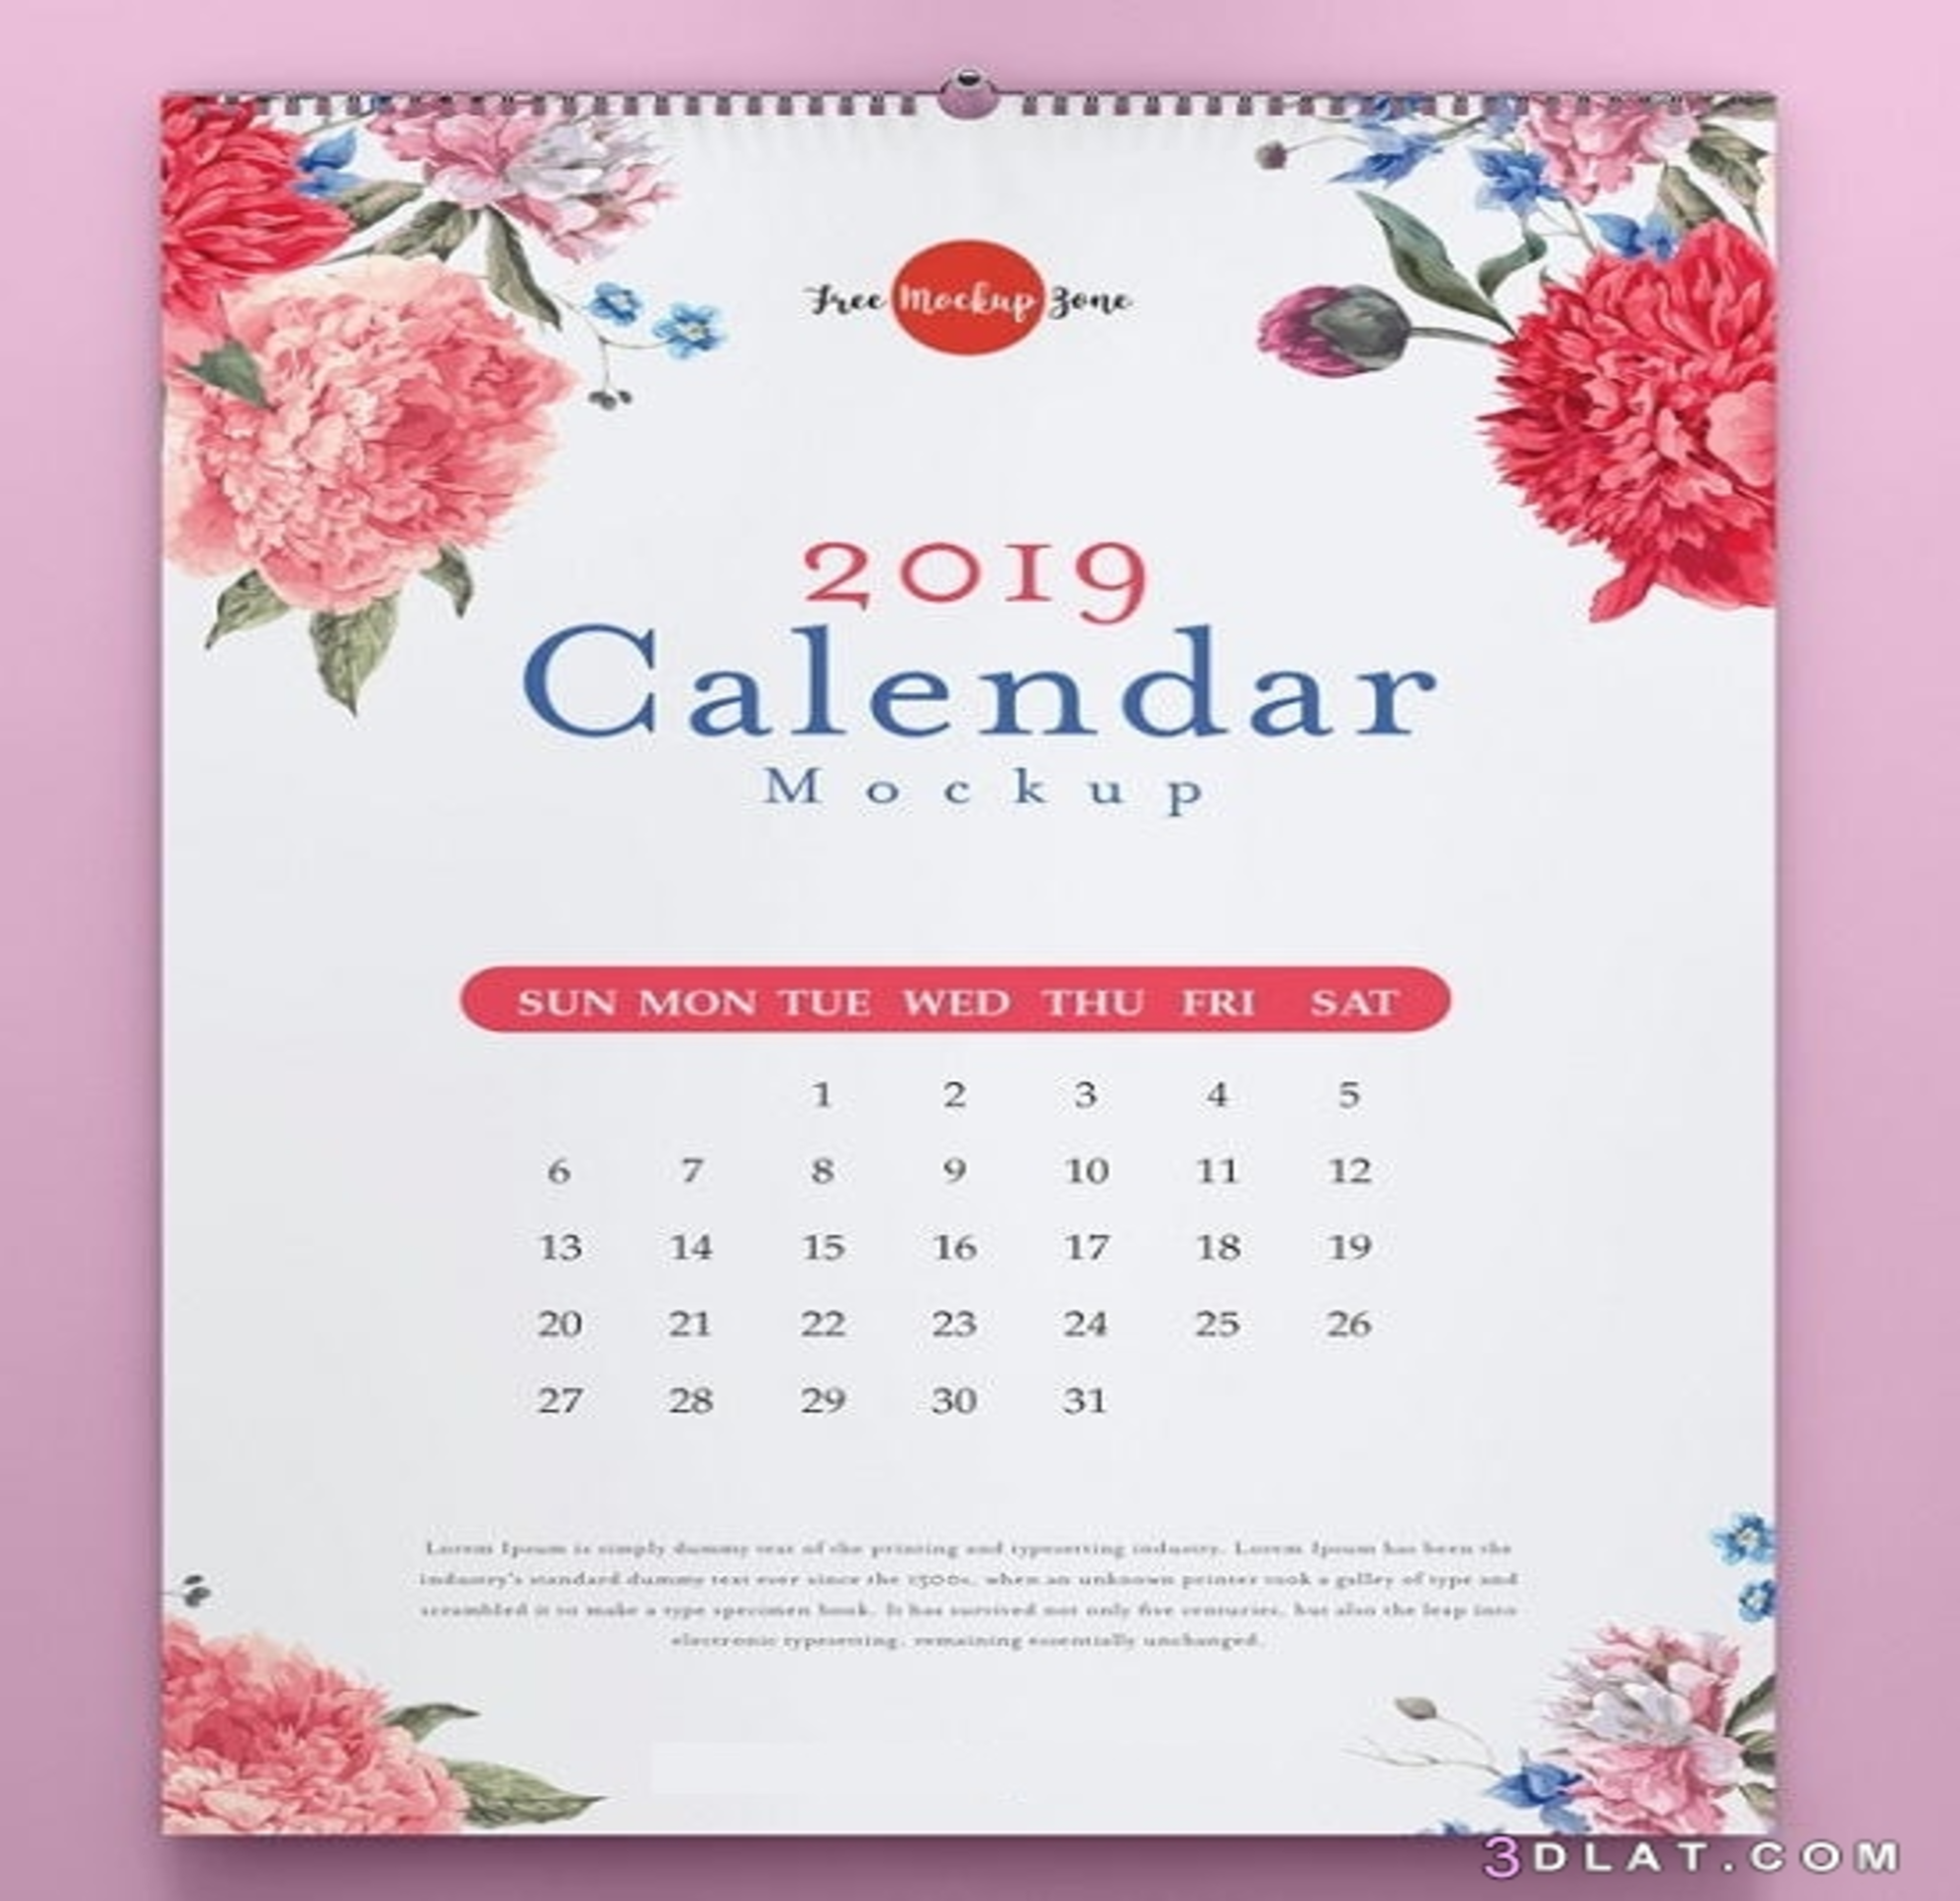 Free Mockup Zone
2019
Calendar
Mockup
SUN MON TUE WED THU FRI SAT
1 2 3 4 5
6 7 8 9 10 11 12
13 14 15 16 17 18 19
20 21 22 23 24 25 26
27 28 29 30 31
Lorem Ipsum is simply dummy text of the printing and typesetting industry. Lorem Ipsum has been the
industry's standard dummy text ever since the 1500s, when an unknown printer took a galley of type and
scrambled it to make a type specimen book. It has survived not only five centuries, but also the leap into
electronic typesetting, remaining essentially unchanged.
3DLAT.COM